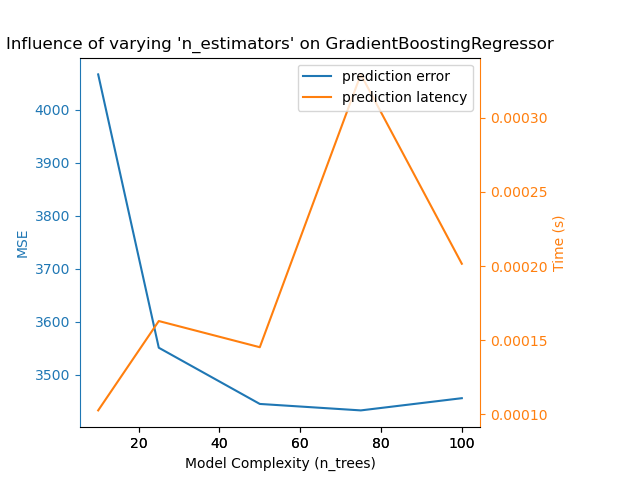 Influence of varying 'n_estimators' on GradientBoostingRegressor
prediction error
prediction latency
MSE
4000
3900
3800
3700
3600
3500
0.00030
0.00025
0.00020
0.00015
0.00010
Time (s)
20 40 60 80 100
Model Complexity (n_trees)